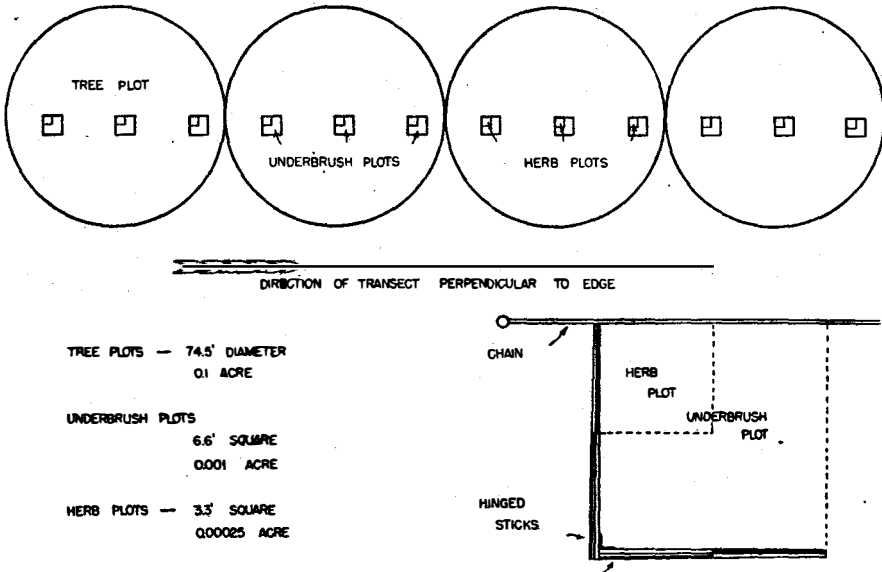 TREE PLOT
UNDERBRUSH PLOTS
HERB PLOTS
DIRECTION OF TRANSECT PERPENDICULAR TO EDGE
TREE PLOTS — 74.5' DIAMETER
0.1 ACRE
UNDERBRUSH PLOTS
6.6' SQUARE
0.001 ACRE
HERB PLOTS — 3.3' SQUARE
0.00025 ACRE
CHAIN
HERB
PLOT
UNDERBRUSH
PLOT
HINGED
STICKS